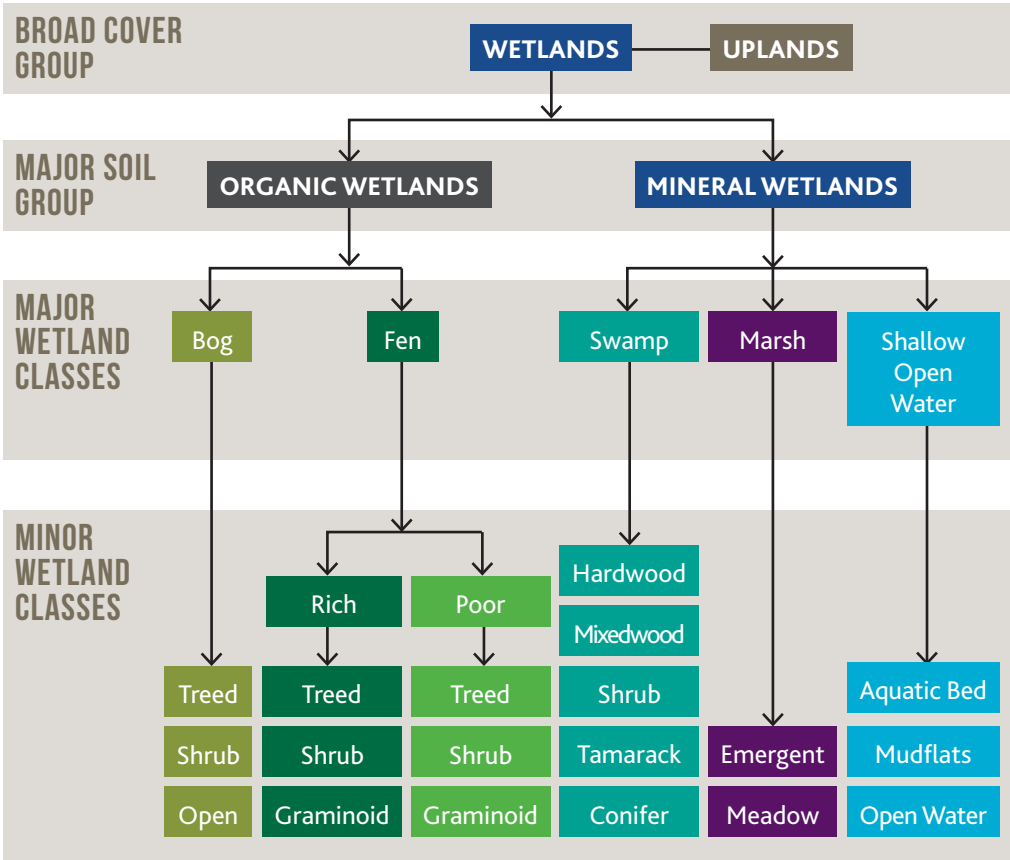 BROAD COVER
GROUP
WETLANDS
UPLANDS
MAJOR SOIL
GROUP
ORGANIC WETLANDS
MINERAL WETLANDS
MAJOR
WETLAND
CLASSES
Bog
Fen
Swamp
Marsh
Shallow
Open
Water
MINOR
WETLAND
CLASSES
Treed
Shrub
Open
Rich
Treed
Shrub
Graminoid
Poor
Treed
Shrub
Graminoid
Hardwood
Mixedwood
Shrub
Tamarack
Conifer
Emergent
Meadow
Aquatic Bed
Mudflats
Open Water